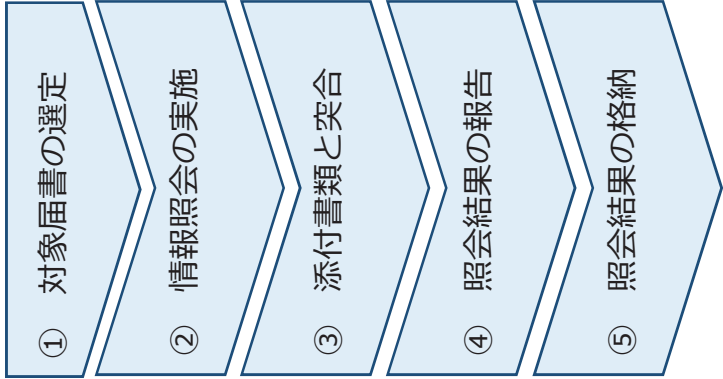 ① 対象届書の選定
② 情報照会の実施
③ 添付書類と突合
④ 照会結果の報告
⑤ 照会結果の格納